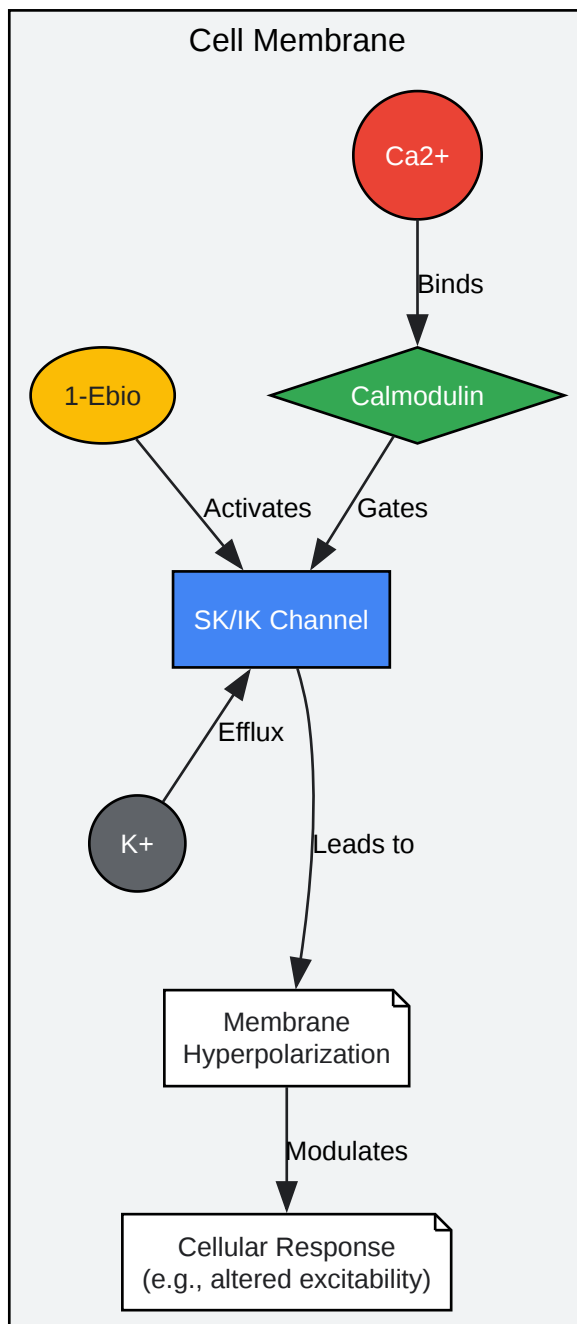 Cell Membrane
Ca2+
Binds
1-Ebio
Calmodulin
Activates
Gates
SK/IK Channel
Efflux
K+
Leads to
Membrane
Hyperpolarization
Modulates
Cellular Response
(e.g., altered excitability)